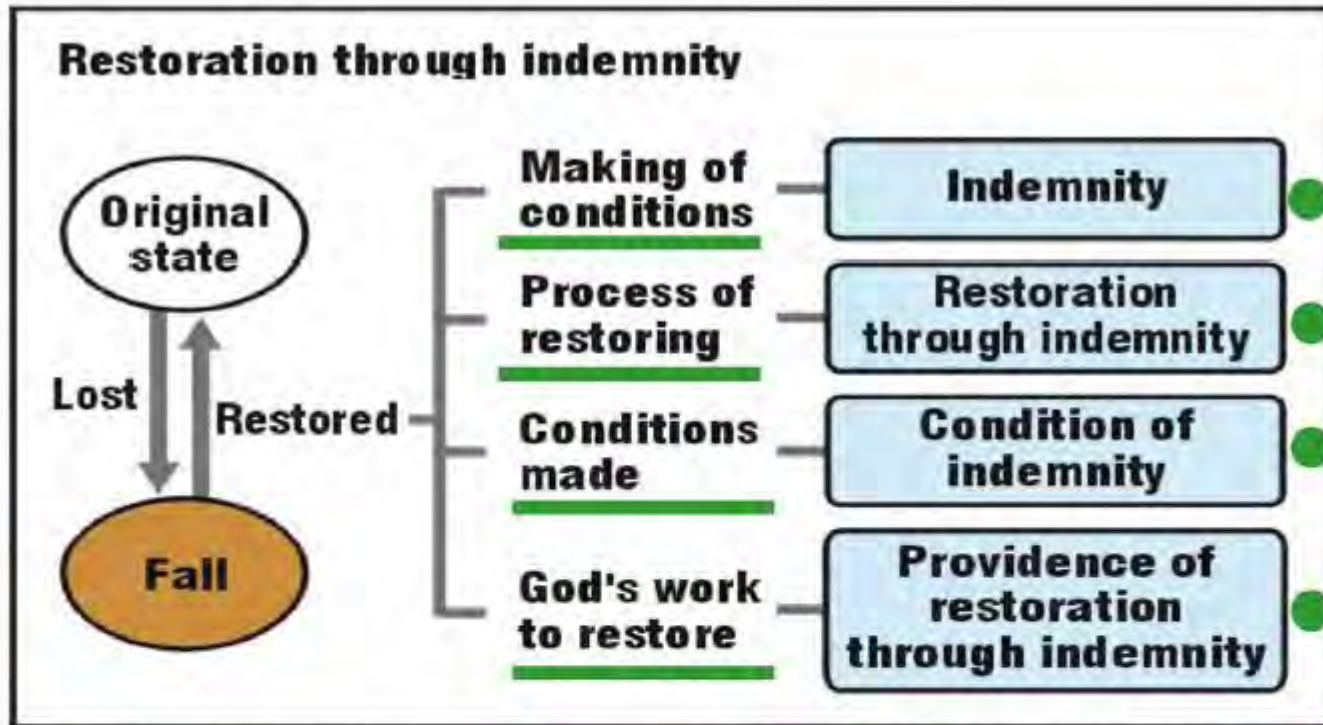 Restoration through indemnity
Original
state
Lost
Restored
Fall
Making of
conditions
Indemnity
Process of
restoring
Restoration
through indemnity
Conditions
made
Condition of
indemnity
God's work
to restore
Providence of
restoration
through indemnity